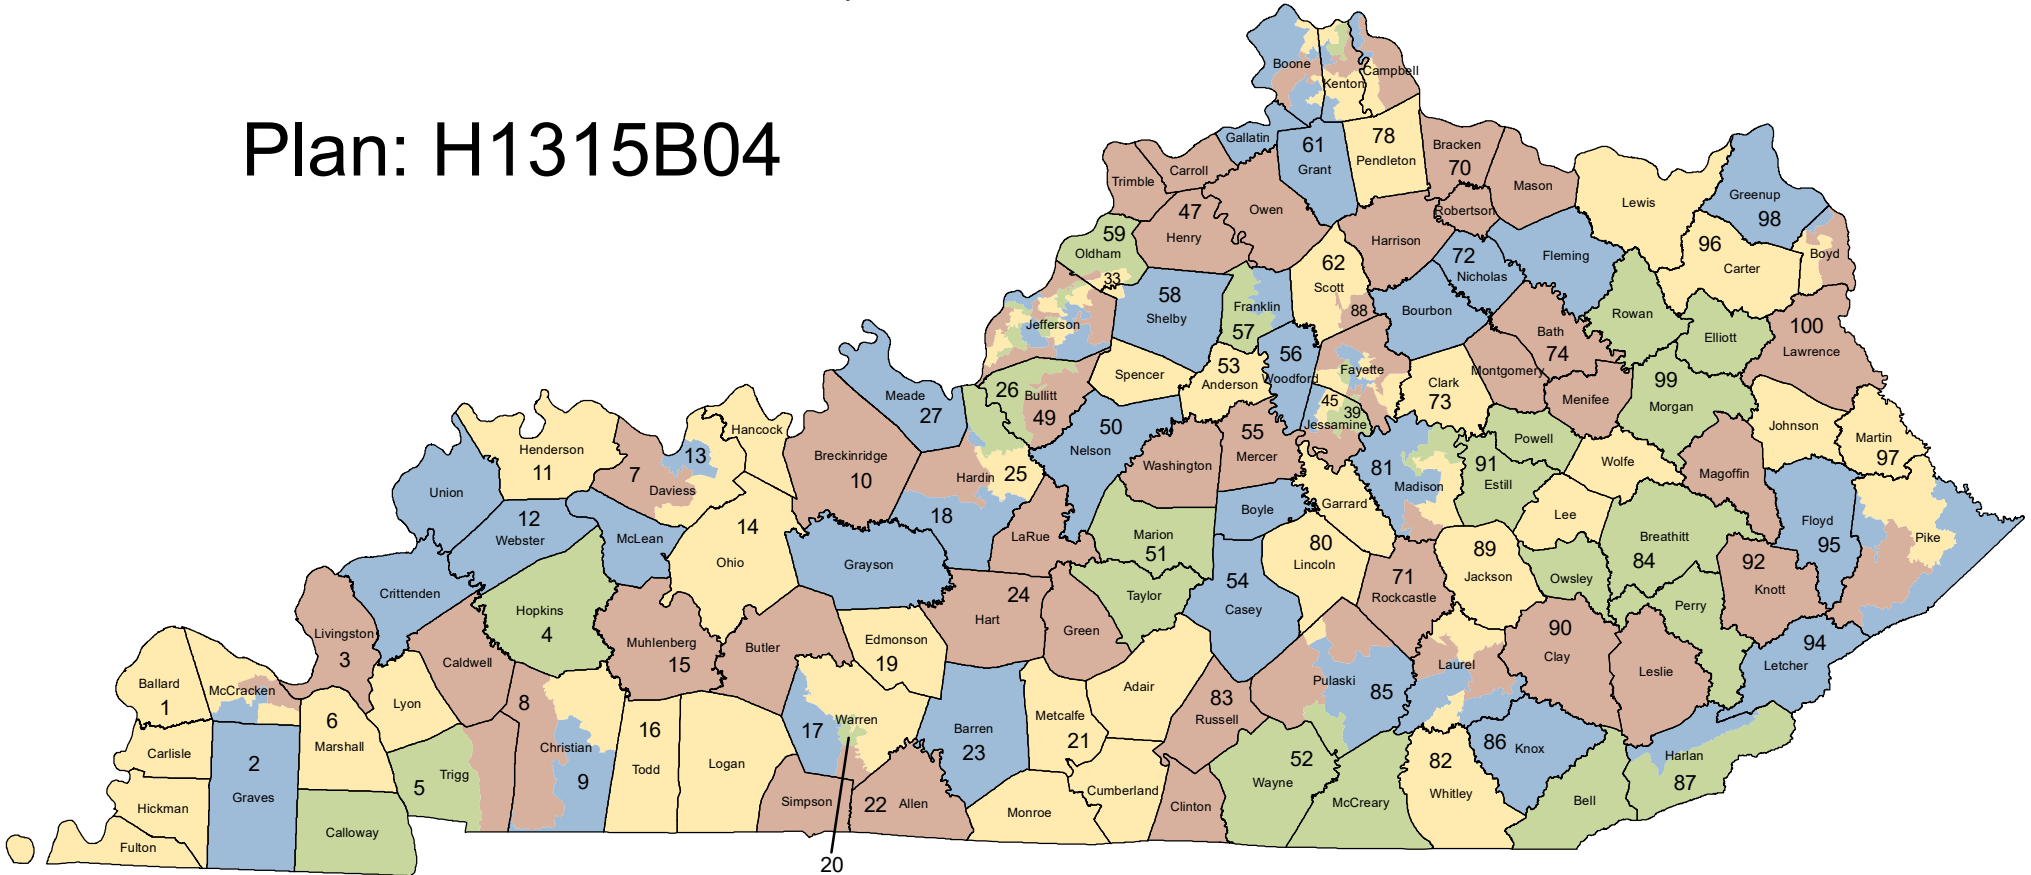 Plan: H1315B04
Boone
Kenton
Campbell
Gallatin
61
Grant
78
Pendleton
Bracken
70
Mason
Robertson
Trimble
Carroll
47
Henry
Owen
Harrison
Lewis
Greenup
98
96
Carter
Boyd
59
Oldham
33
Jefferson
58
Shelby
Franklin
57
62
Scott
88
72
Nicholas
Fleming
Bourbon
Rowan
Elliott
100
Lawrence
Bath
74
Montgomery
Menifee
99
Morgan
Spencer
53
Anderson
56
Woodford
Fayette
45
39
Jessamine
Clark
73
Powell
91
Estill
Wolfe
Magoffin
Johnson
Martin
97
26
Bullitt
49
Meade
27
50
Nelson
Washington
55
Mercer
Hancock
Breckinridge
10
Hardin
25
18
LaRue
Henderson
11
7
13
Daviess
Union
12
Webster
McLean
14
Ohio
Grayson
Marion
51
Boyle
Garrard
81
Madison
Lee
Breathitt
84
Floyd
95
Pike
80
Lincoln
71
Rockcastle
89
Jackson
Owsley
Perry
92
Knott
94
Letcher
Crittenden
Livingston
3
Hopkins
4
Caldwell
Muhlenberg
15
Butler
Edmonson
19
24
Hart
Green
Taylor
54
Casey
90
Clay
Leslie
Laurel
Pulaski
85
Ballard
1
McCracken
6
Marshall
Lyon
8
Christian
9
16
Todd
Logan
17
Warren
Barren
23
Metcalfe
21
Adair
83
Russell
Carlisle
2
Graves
5
Trigg
Hickman
Fulton
Calloway
Simpson
22
Allen
20
Monroe
Cumberland
Clinton
52
Wayne
McCreary
82
Whitley
86
Knox
Bell
Harlan
87